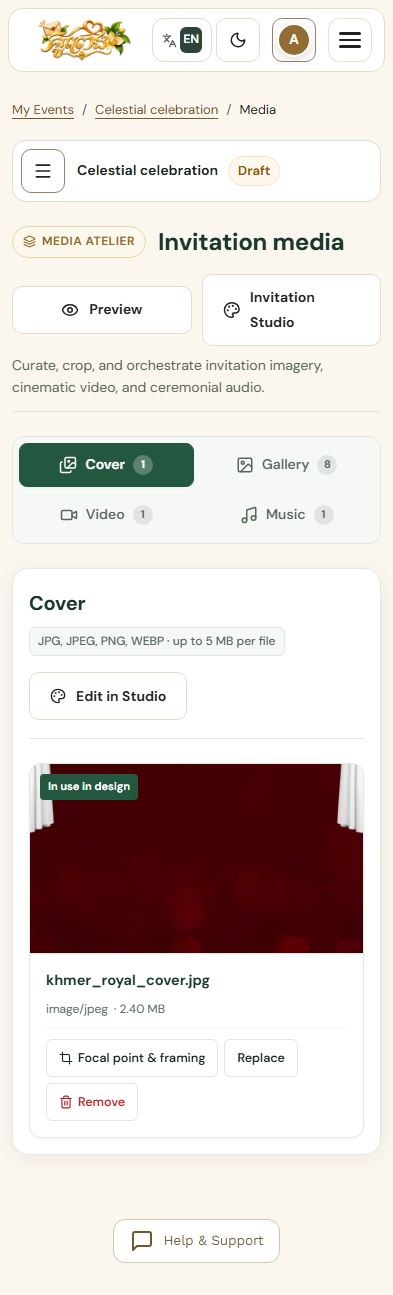 EN
A
My Events / Celestial celebration / Media
Celestial celebration
Draft
MEDIA ATELIER
Invitation media
Preview
Invitation
Studio
Curate, crop, and orchestrate invitation imagery,
cinematic video, and ceremonial audio.
Cover 1
Gallery 8
Video 1
Music 1
Cover
JPG, JPEG, PNG, WEBP · up to 5 MB per file
Edit in Studio
In use in design
khmer_royal_cover.jpg
image/jpeg · 2.40 MB
Focal point & framing
Replace
Remove
Help & Support